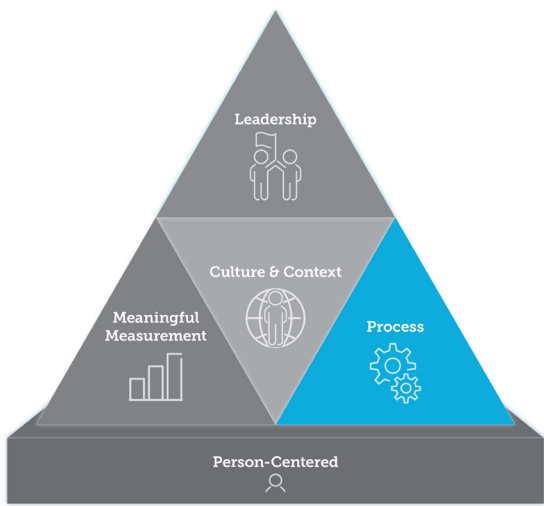 Leadership
Culture & Context
Meaningful
Measurement
Process
Person-Centered